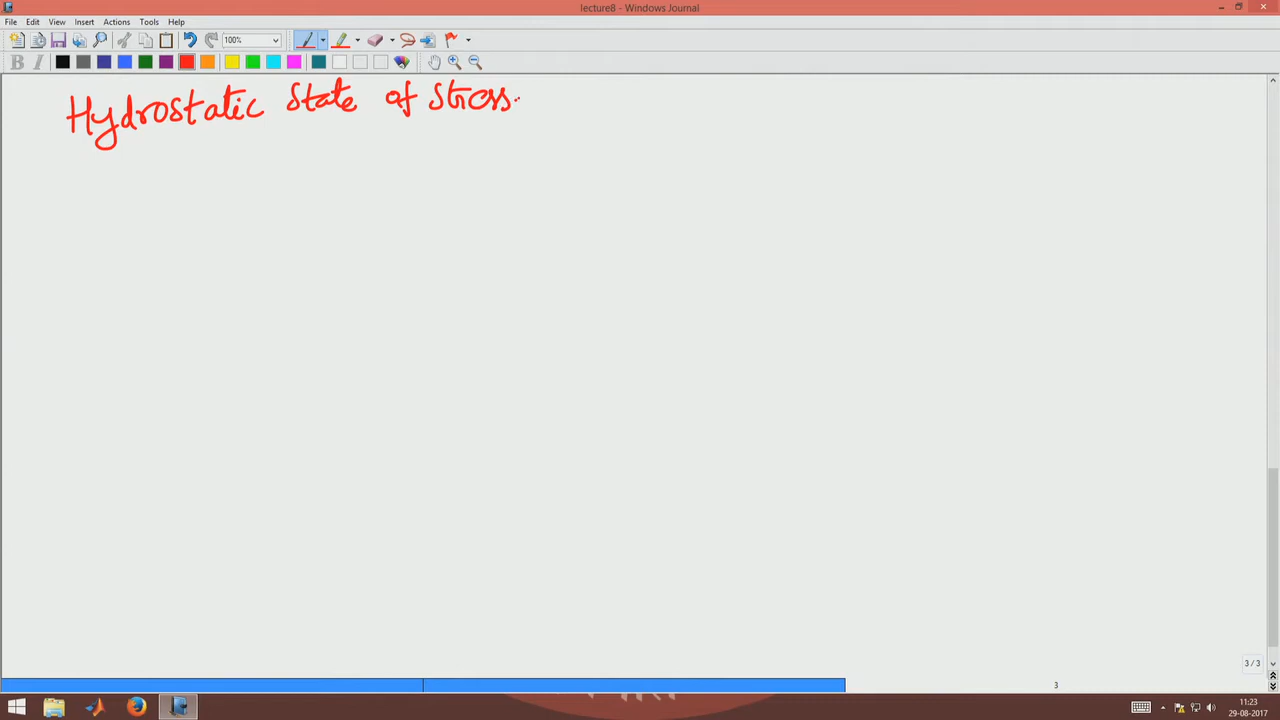 lecture8 - Windows Journal
File Edit View Insert Actions Tools Help
100%
B I
Hydrostatic State of Stress.
3 / 3
3
11:23
29-08-2017